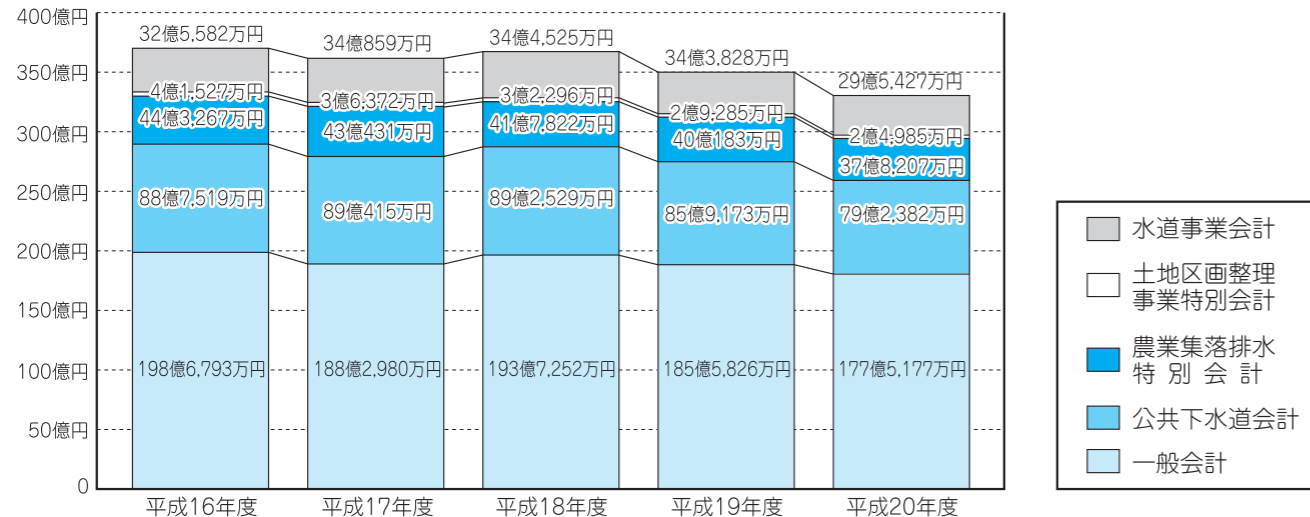 400億円
350億円
300億円
250億円
200億円
150億円
100億円
50億円
0
32億5,582万円
4億1,527万円
44億3,267万円
88億7,519万円
198億6,793万円
平成16年度
34億859万円
3億6,372万円
43億431万円
89億415万円
188億2,980万円
平成17年度
34億4,525万円
3億2,296万円
41億7,822万円
89億2,529万円
193億7,252万円
平成18年度
34億3,828万円
2億9,285万円
40億183万円
85億9,173万円
185億5,826万円
平成19年度
29億5,427万円
2億4,985万円
37億8,207万円
79億2,382万円
177億5,177万円
平成20年度
水道事業会計
土地区画整理
事業特別会計
農業集落排水
特別会計
公共下水道会計
一般会計